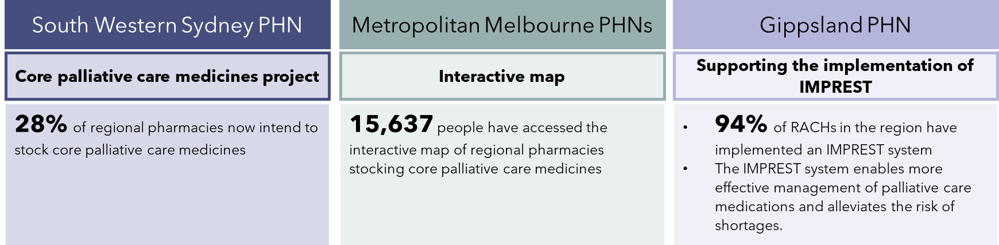 South Western Sydney PHN
Core palliative care medicines project
28% of regional pharmacies now intend to
stock core palliative care medicines
Metropolitan Melbourne PHNs
Interactive map
15,637 people have accessed the
interactive map of regional pharmacies
stocking core palliative care medicines
Gippsland PHN
Supporting the implementation of
IMPREST
• 94% of RACHs in the region have
implemented an IMPREST system
• The IMPREST system enables more
effective management of palliative care
medications and alleviates the risk of
shortages.